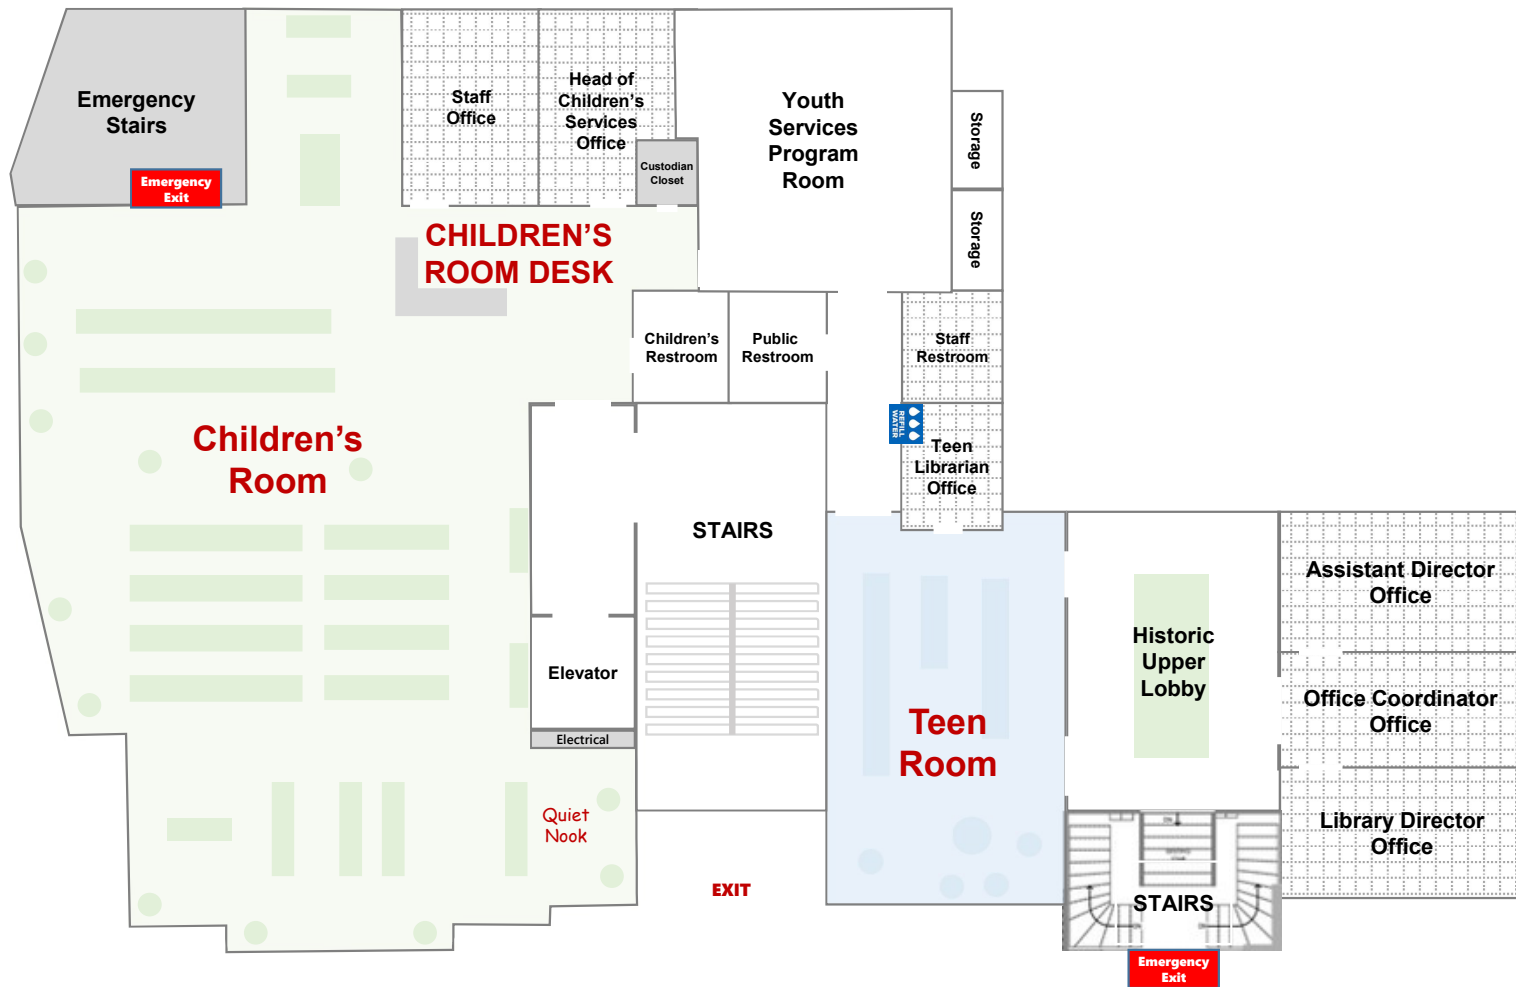 Emergency
Stairs
Emergency
Exit
Staff
Office
Head of
Children's
Services
Office
Custodian
Closet
Youth
Services
Program
Room
Storage
Storage
CHILDREN'S
ROOM DESK
Children's
Restroom
Public
Restroom
Staff
Restroom
REFILL
WATER
Teen
Librarian
Office
Children's
Room
STAIRS
Elevator
Electrical
Quiet
Nook
EXIT
Teen
Room
Historic
Upper
Lobby
Assistant Director
Office
Office Coordinator
Office
Library Director
Office
STAIRS
Emergency
Exit